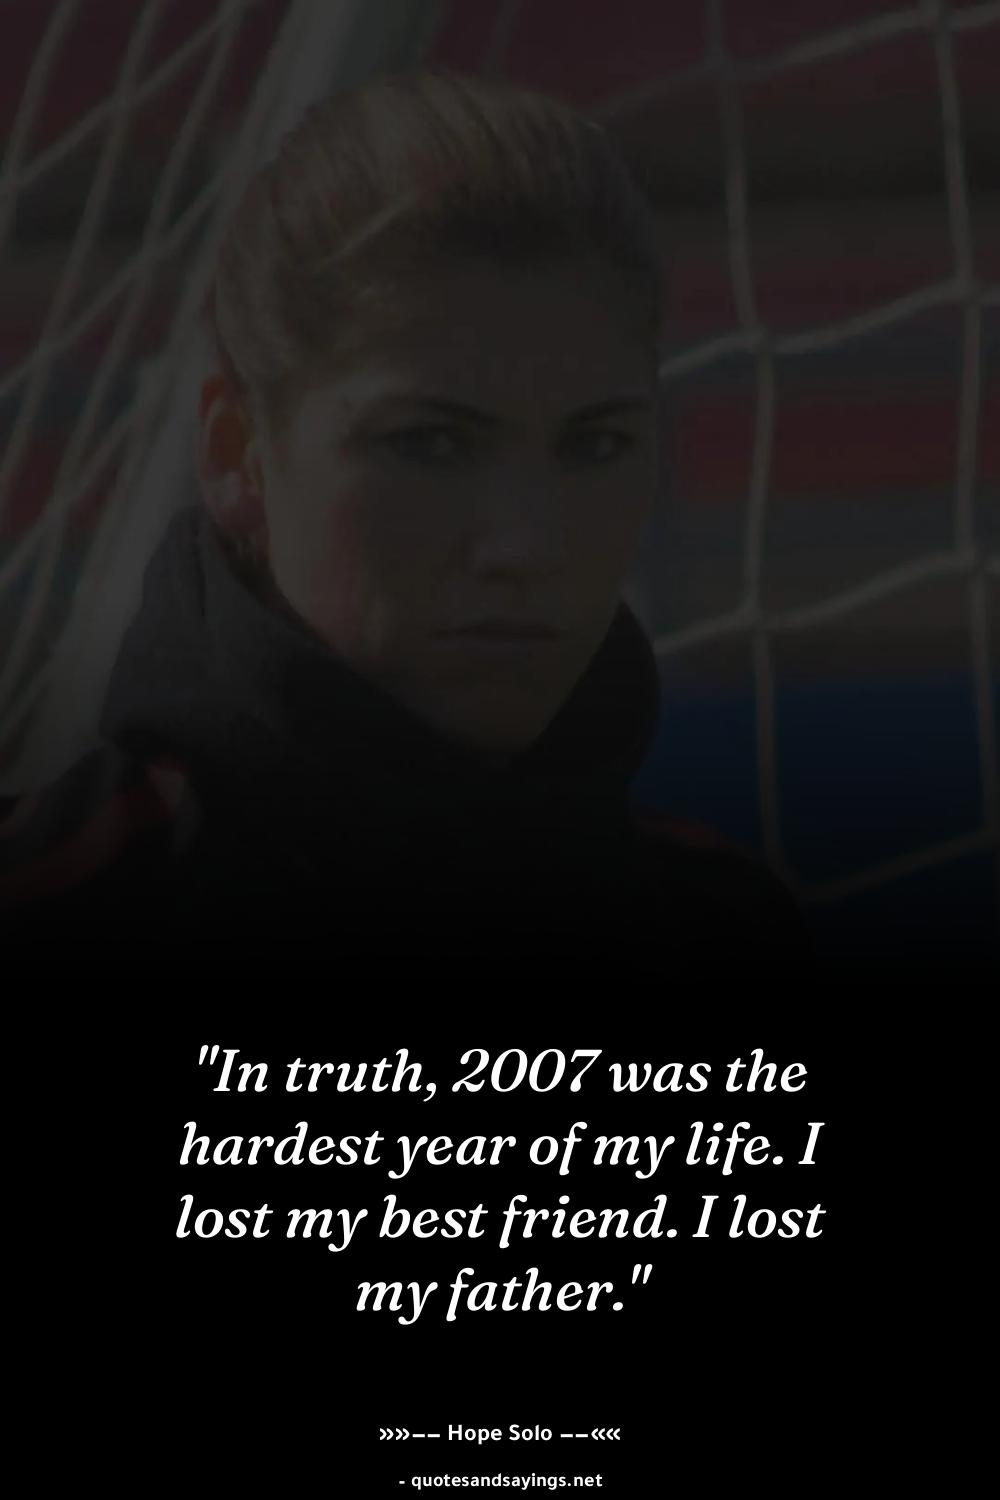 "In truth, 2007 was the
hardest year of my life. I
lost my best friend. I lost
my father."
»»−− Hope Solo −−««
- quotesandsayings.net